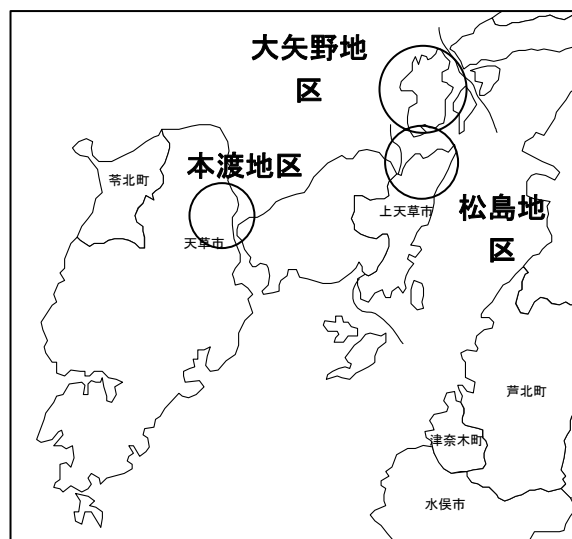 大矢野地
区
本渡地区
苓北町
天草市
上天草市
松島地
区
芦北町
津奈木町
水俣市